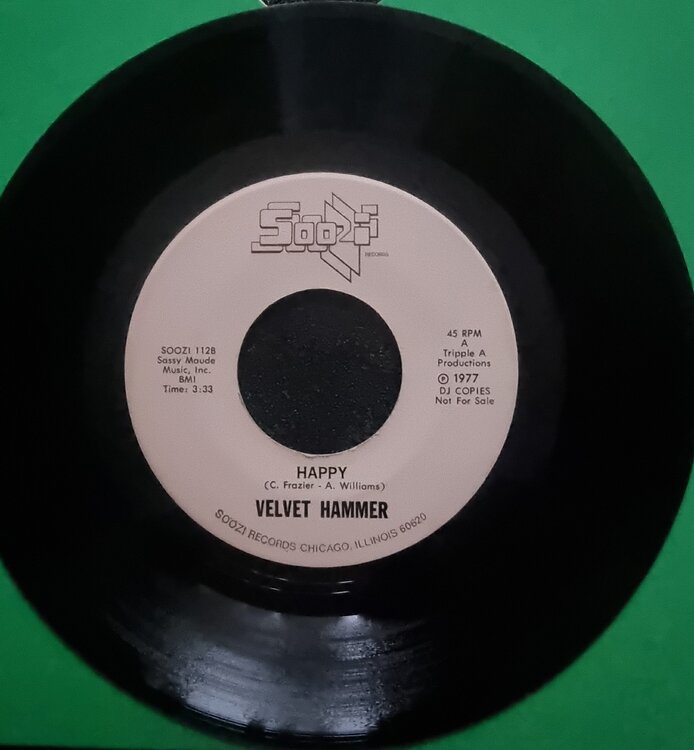 Soozi
RECORDS
SOOZI 112B
Sassy Maude
Music, Inc.
BMI
Time: 3:33
45 RPM
A
Tripple A
Productions
℗ 1977
DJ COPIES
Not For Sale
HAPPY
(C. Frazier - A. Williams)
VELVET HAMMER
SOOZI RECORDS CHICAGO, ILLINOIS 60620